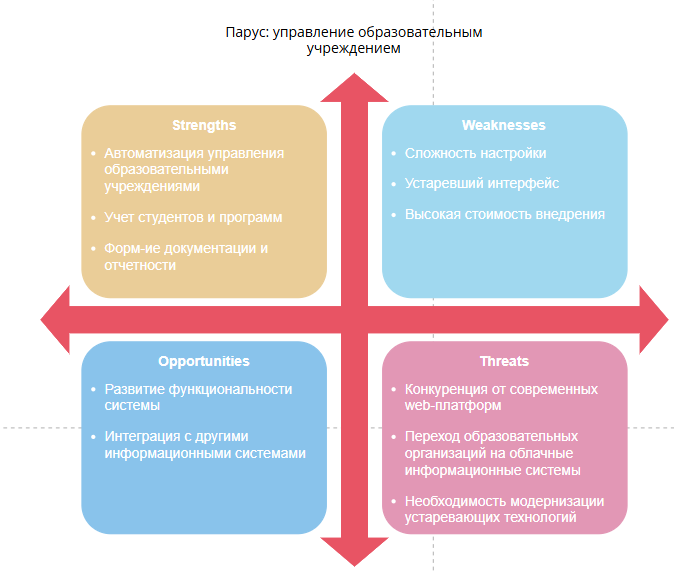 Парус: управление образовательным
учреждением
Strengths
• Автоматизация управления
образовательными
учреждениями
• Учет студентов и программ
• Форм-ие документации и
отчетности
Weaknesses
• Сложность настройки
• Устаревший интерфейс
• Высокая стоимость внедрения
Opportunities
• Развитие функциональности
системы
• Интеграция с другими
информационными системами
Threats
• Конкуренция от современных
web-платформ
• Переход образовательных
организаций на облачные
информационные системы
• Необходимость модернизации
устаревающих технологий